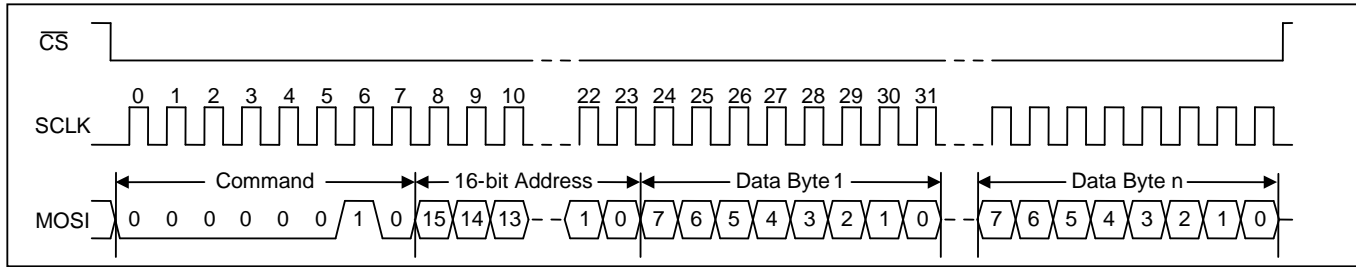 CS
0 1 2 3 4 5 6 7 8 9 10 22 23 24 25 26 27 28 29 30 31
SCLK
Command 16-bit Address Data Byte 1 Data Byte n
MOSI 0 0 0 0 0 0 1 0 15 14 13 1 0 7 6 5 4 3 2 1 0 7 6 5 4 3 2 1 0